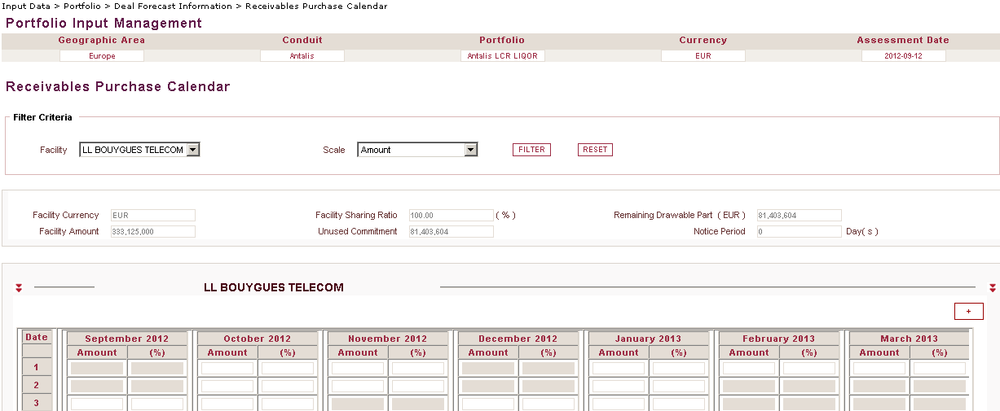 Input Data > Portfolio > Deal Forecast Information > Receivables Purchase Calendar
Portfolio Input Management
Geographic Area Conduit Portfolio Currency Assessment Date
Europe Antalis Antalis LCR LIQOR EUR 2012-09-12
Receivables Purchase Calendar
Filter Criteria
Facility LL BOUYGUES TELECOM Scale Amount FILTER RESET
Facility Currency EUR Facility Sharing Ratio 100.00 ( % ) Remaining Drawable Part ( EUR ) 81,403,604
Facility Amount 333,125,000 Unused Commitment 81,403,604 Notice Period 0 Day( s )
LL BOUYGUES TELECOM
+
Date September 2012 October 2012 November 2012 December 2012 January 2013 February 2013 March 2013
Amount (%) Amount (%) Amount (%) Amount (%) Amount (%) Amount (%) Amount (%)
1
2
3